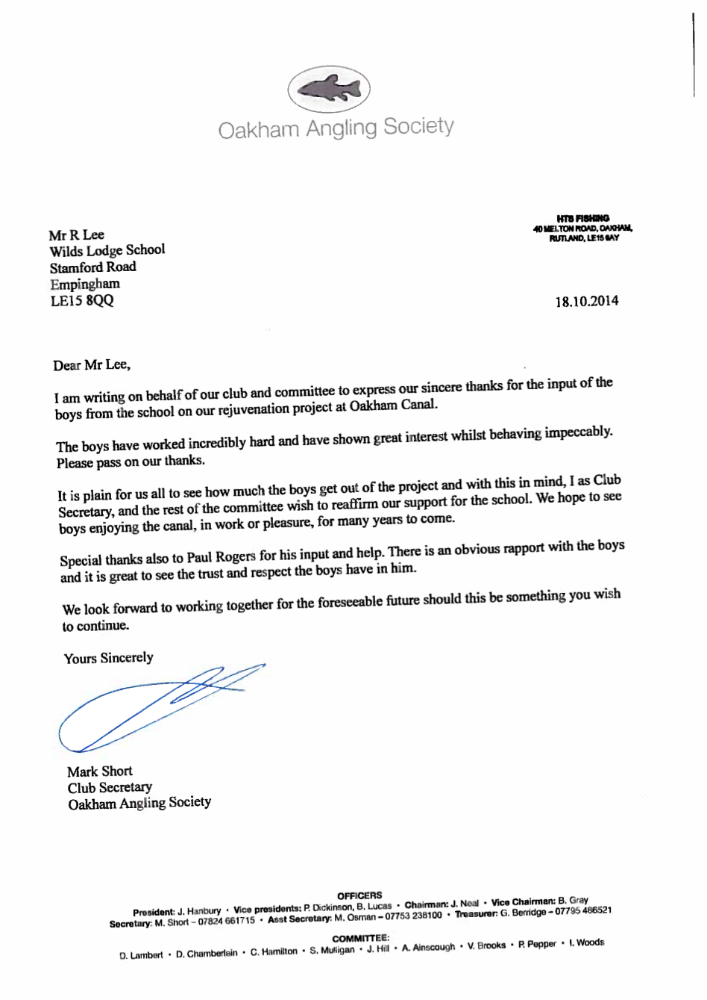 Oakham Angling Society
HTB FISHING
40 MELTON ROAD, OAKHAM,
RUTLAND, LE15 6AY
Mr R Lee
Wilds Lodge School
Stamford Road
Empingham
LE15 8QQ
18.10.2014
Dear Mr Lee,
I am writing on behalf of our club and committee to express our sincere thanks for the input of the
boys from the school on our rejuvenation project at Oakham Canal.
The boys have worked incredibly hard and have shown great interest whilst behaving impeccably.
Please pass on our thanks.
It is plain for us all to see how much the boys get out of the project and with this in mind, I as Club
Secretary, and the rest of the committee wish to reaffirm our support for the school. We hope to see
boys enjoying the canal, in work or pleasure, for many years to come.
Special thanks also to Paul Rogers for his input and help. There is an obvious rapport with the boys
and it is great to see the trust and respect the boys have in him.
We look forward to working together for the foreseeable future should this be something you wish
to continue.
Yours Sincerely
Mark Short
Club Secretary
Oakham Angling Society
OFFICERS
President: J. Hanbury • Vice presidents: P. Dickinson, B. Lucas • Chairman: J. Neal • Vice Chairman: B. Gray
Secretary: M. Short – 07824 661715 • Asst Secretary: M. Osman – 07753 238100 • Treasurer: G. Berridge – 07795 486521
COMMITTEE:
D. Lambert • D. Chamberlain • C. Hamilton • S. Mulligan • J. Hill • A. Ainscough • V. Brooks • P. Pepper • I. Woods